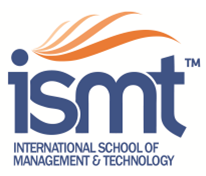 ismt™
INTERNATIONAL SCHOOL OF
MANAGEMENT & TECHNOLOGY